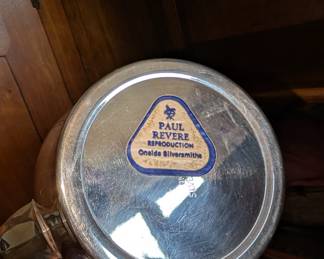 PAUL
REVERE
REPRODUCTION
Oneida Silversmiths